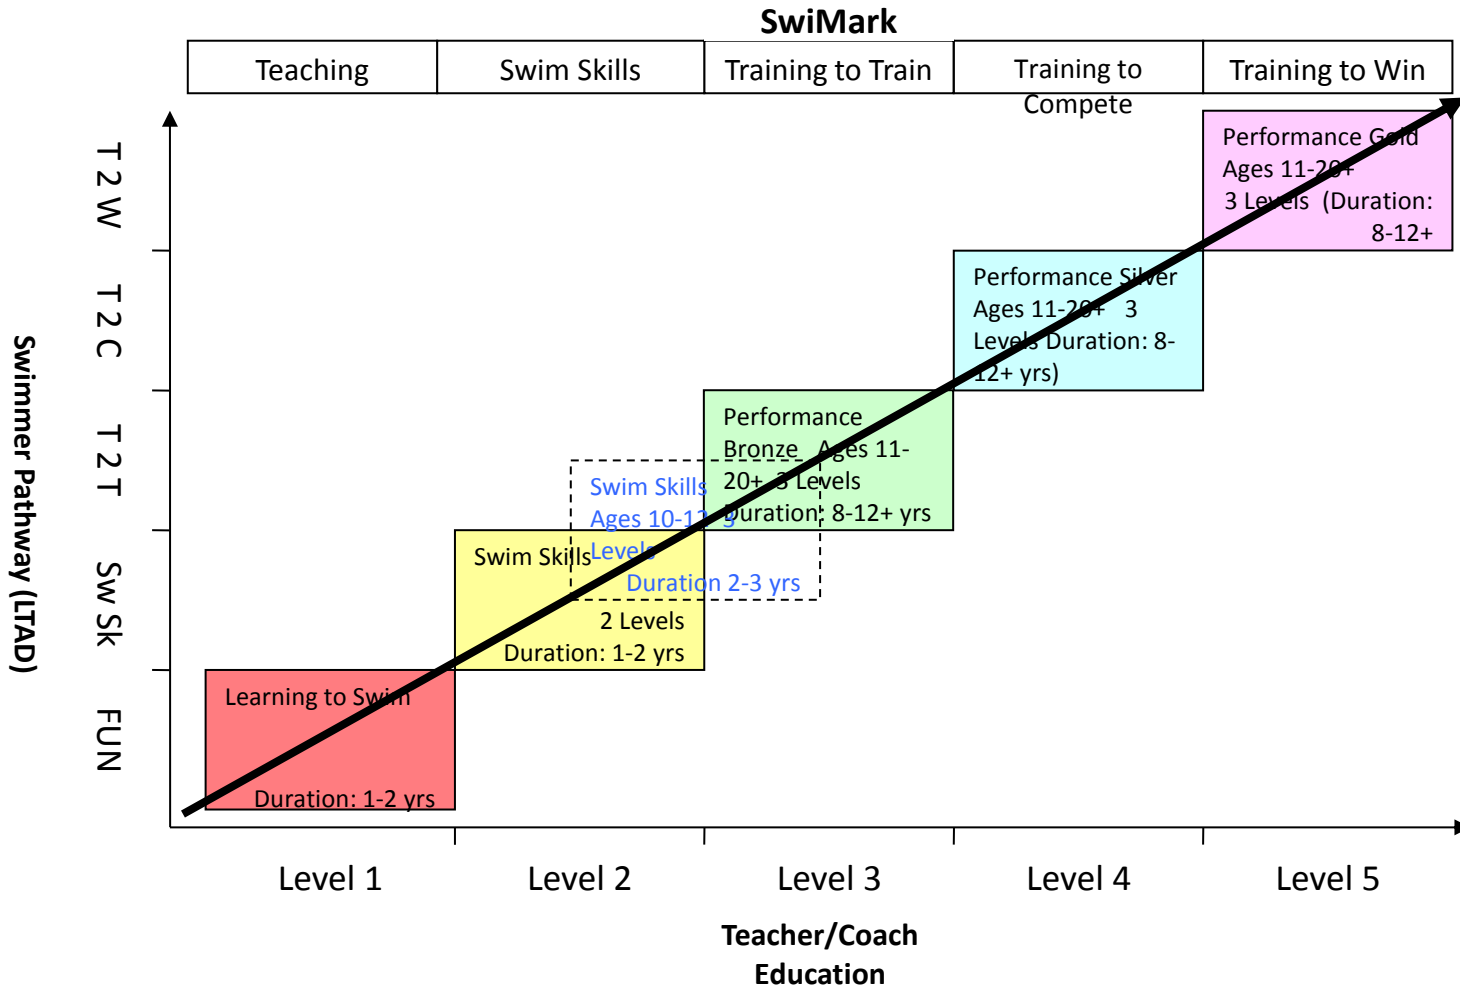 SwiMark
Teaching
Swim Skills
Training to Train
Training to
Compete
Training to Win
T 2 W
T 2 C
T 2 T
Sw Sk
FUN
Swimmer Pathway (LTAD)
Performance Gold
Ages 11-20+
3 Levels (Duration:
8-12+
Performance Silver
Ages 11-20+ 3
Levels Duration: 8-
12+ yrs)
Performance
Bronze Ages 11-
20+ 3 Levels
Duration: 8-12+ yrs
Swim Skills
Ages 10-12 3
Levels
Duration 2-3 yrs
Swim Skills
2 Levels
Duration: 1-2 yrs
Learning to Swim
Duration: 1-2 yrs
Level 1
Level 2
Level 3
Level 4
Level 5
Teacher/Coach
Education